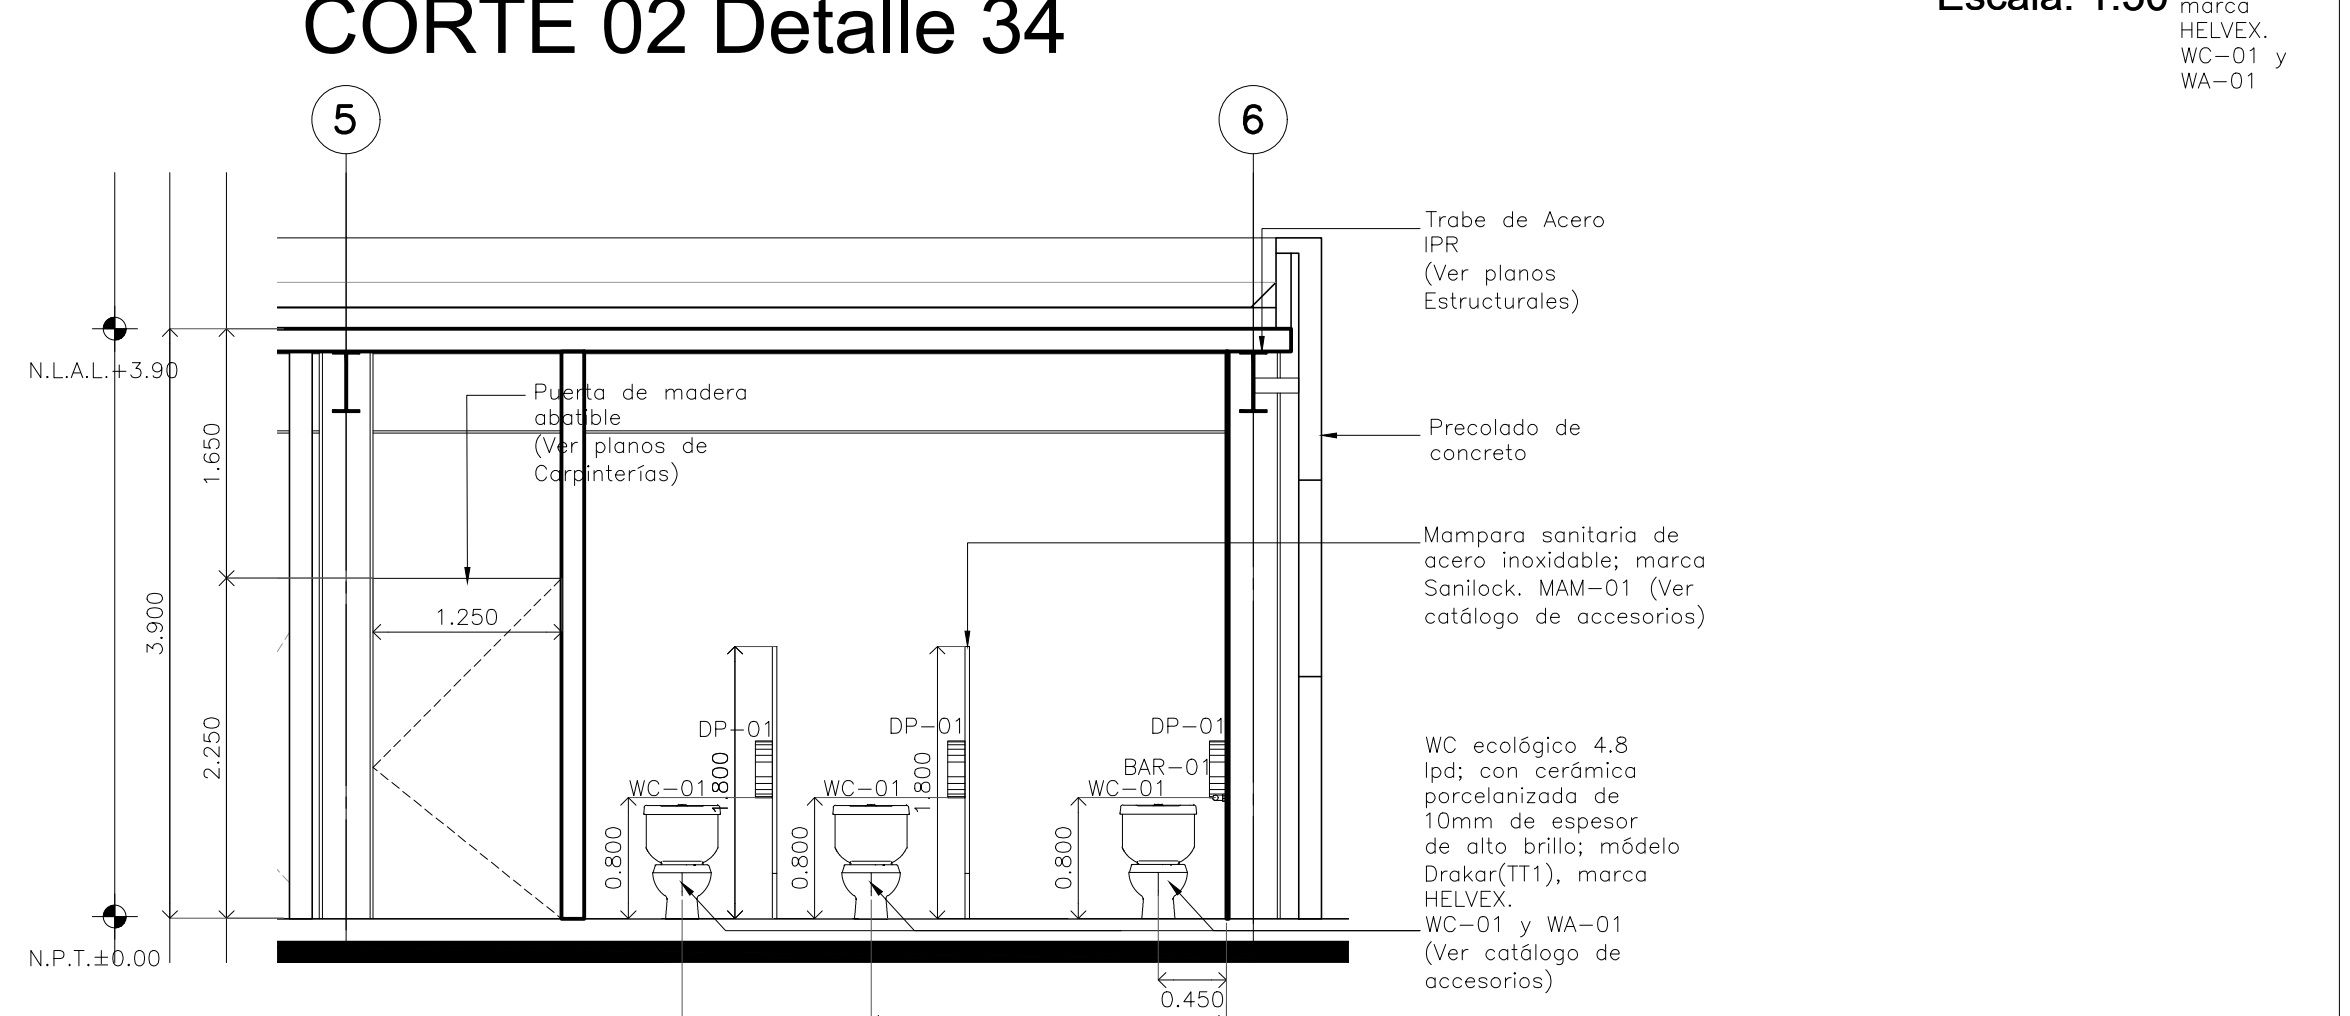 CORTE 02 Detalle 34
Escala: 1:50
marca
HELVEX.
WC-01 y
WA-01
5
6
Trabe de Acero
IPR
(Ver planos
Estructurales)
N.L.A.L.+3.90
Puerta de madera
abatible
(Ver planos de
Carpinterías)
1.650
Precolado de
concreto
Mampara sanitaria de
acero inoxidable; marca
Sanilock. MAM-01 (Ver
catálogo de accesorios)
3.900
1.250
2.250
DP-01
DP-01
DP-01
BAR-01
WC-01
1.800
WC-01
1.800
WC-01
0.800
0.800
0.800
WC ecológico 4.8
lpd; con cerámica
porcelanizada de
10mm de espesor
de alto brillo; módelo
Drakar(TT1), marca
HELVEX.
WC-01 y WA-01
(Ver catálogo de
accesorios)
N.P.T.±0.00
0.450